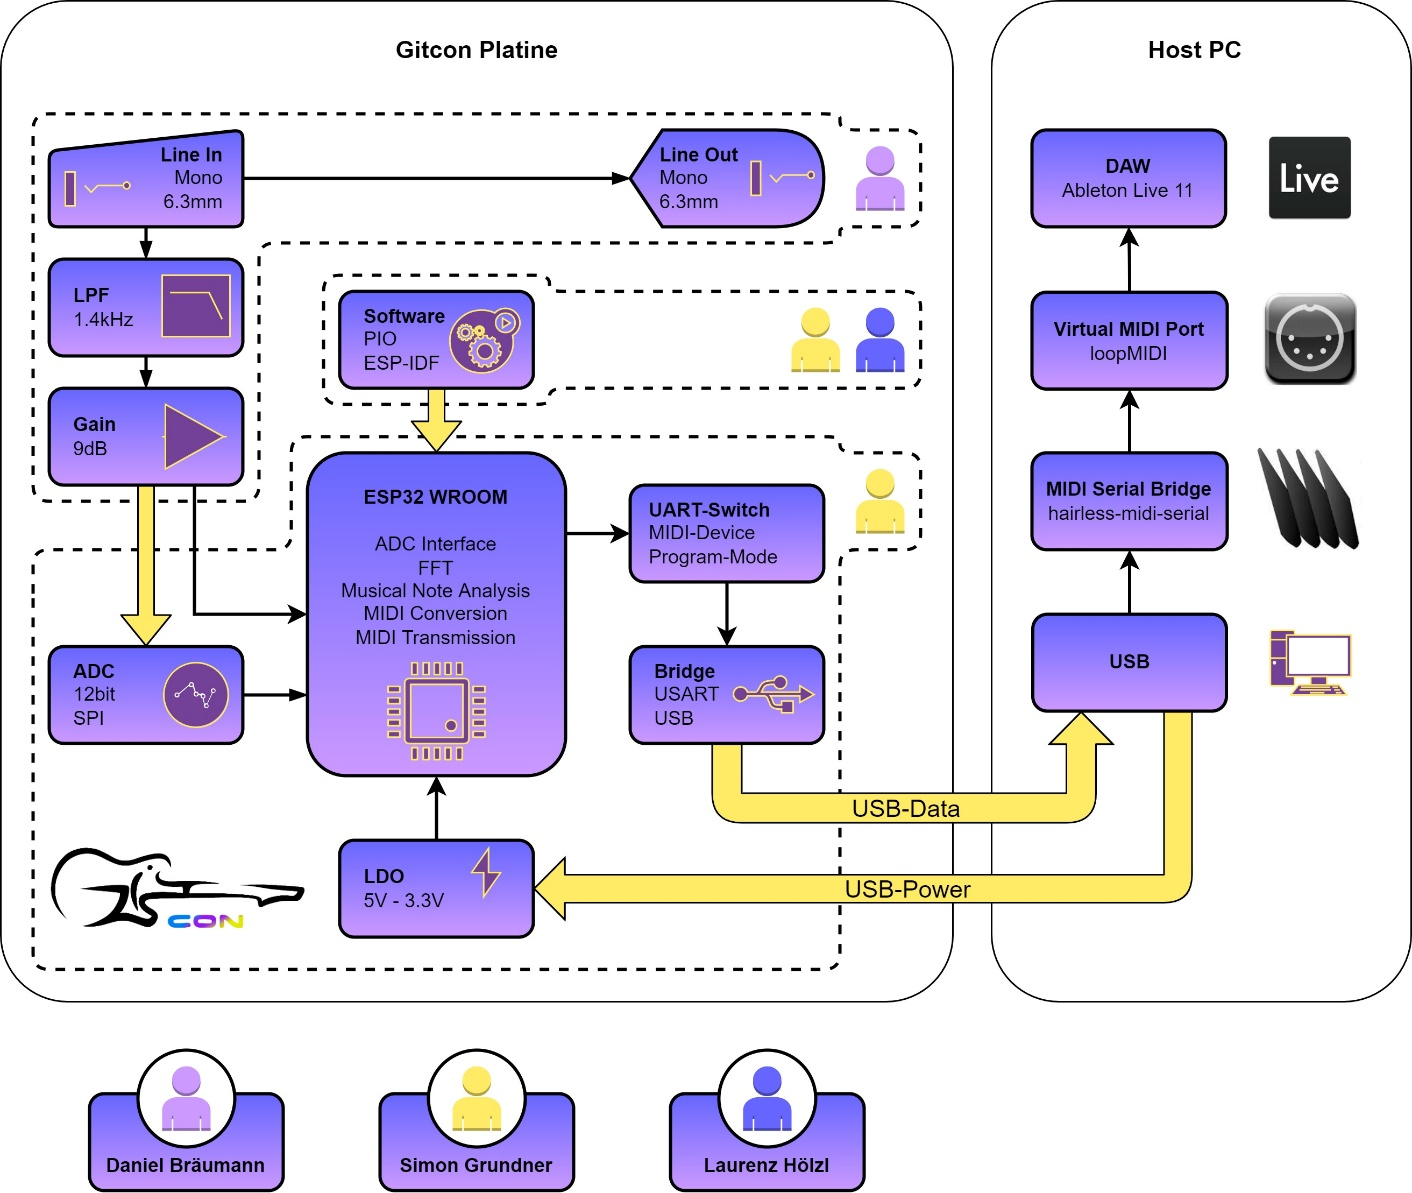 Gitcon Platine
Line In
Mono
6.3mm
Line Out
Mono
6.3mm
LPF
1.4kHz
Software
PIO
ESP-IDF
Gain
9dB
ESP32 WROOM
ADC Interface
FFT
Musical Note Analysis
MIDI Conversion
MIDI Transmission
UART-Switch
MIDI-Device
Program-Mode
ADC
12bit
SPI
Bridge
USART
USB
LDO
5V - 3.3V
CON
USB-Data
USB-Power
Host PC
DAW
Ableton Live 11
Live
Virtual MIDI Port
loopMIDI
MIDI Serial Bridge
hairless-midi-serial
USB
Daniel Bräumann
Simon Grundner
Laurenz Hölzl